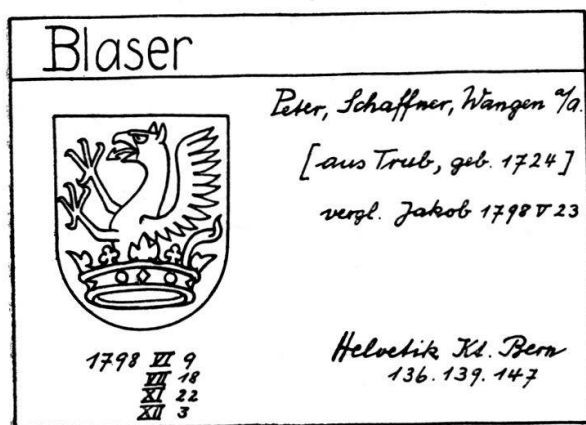 Blaser
Peter, Schaffner, Wangen a/a.
[aus Trub, geb. 1724]
vergl. Jakob 1798 V 23
1798 VI 9
VII 18
XI 22
XII 3
Helvetik Kt. Bern
136.139.147